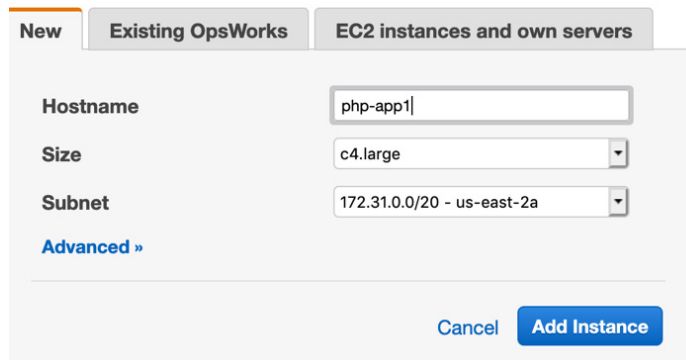 New Existing OpsWorks EC2 instances and own servers
Hostname php-app1
Size c4.large
Subnet 172.31.0.0/20 - us-east-2a
Advanced »
Cancel Add Instance